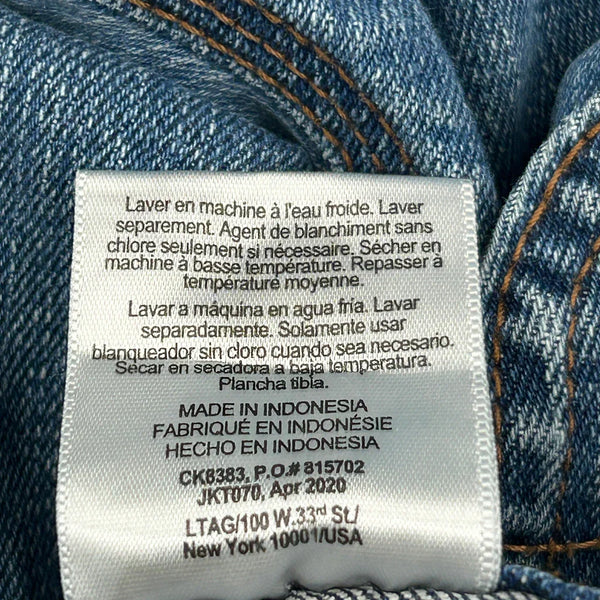 Laver en machine à l'eau froide. Laver
separement. Agent de blanchiment sans
chlore seulement si nécessaire. Sécher en
machine à basse température. Repasser à
température moyenne.
Lavar a máquina en agua fría. Lavar
separadamente. Solamente usar
blanqueador sin cloro cuando sea necesario.
Secar en secadora a baja temperatura.
Plancha tibia.
MADE IN INDONESIA
FABRIQUÉ EN INDONÉSIE
HECHO EN INDONESIA
CK8383, P.O.# 815702
JKT070, Apr 2020
LTAG/100 W.33rd St/
New York 10001/USA